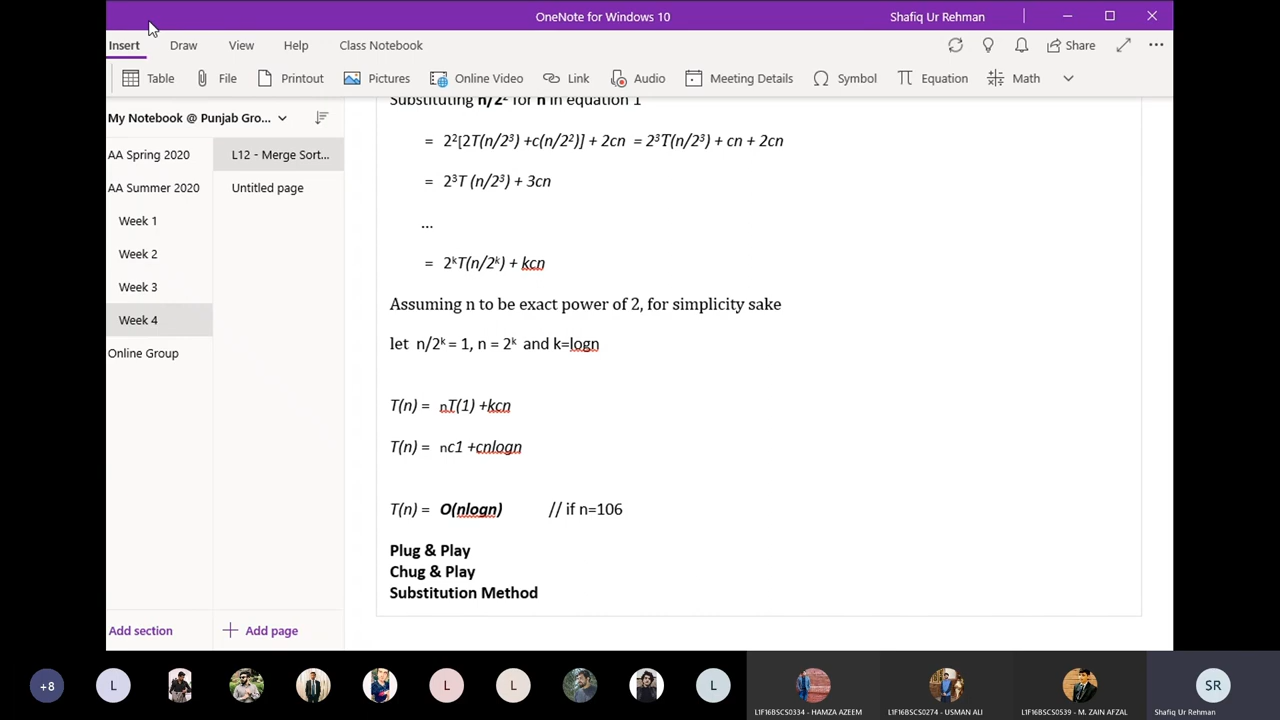 OneNote for Windows 10
Shafiq Ur Rehman
Insert Draw View Help Class Notebook
Share
Table File Printout Pictures Online Video Link Audio Meeting Details Symbol Equation Math
My Notebook @ Punjab Gro...
AA Spring 2020
AA Summer 2020
Week 1
Week 2
Week 3
Week 4
Online Group
Add section
L12 - Merge Sort...
Untitled page
Add page
Substituting n/2² for n in equation 1
= 2²[2T(n/2³) +c(n/2²)] + 2cn = 2³T(n/2³) + cn + 2cn
= 2³T (n/2³) + 3cn
...
= 2ᵏT(n/2ᵏ) + kcn
Assuming n to be exact power of 2, for simplicity sake
let n/2ᵏ = 1, n = 2ᵏ and k=logn
T(n) = nT(1) +kcn
T(n) = nc1 +cnlogn
T(n) = O(nlogn) // if n=106
Plug & Play
Chug & Play
Substitution Method
+8
L
L
L
L
SR
L1F16BSCS0334 - HAMZA AZEEM
L1F16BSCS0274 - USMAN ALI
L1F16BSCS0539 - M. ZAIN AFZAL
Shafiq Ur Rehman